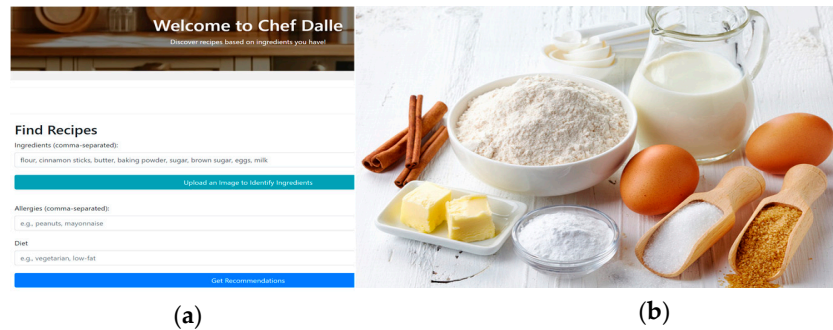 Welcome to Chef Dalle
Discover recipes based on ingredients you have!
Find Recipes
Ingredients (comma-separated):
flour, cinnamon sticks, butter, baking powder, sugar, brown sugar, eggs, milk
Upload an Image to Identify Ingredients
Allergies (comma-separated):
e.g., peanuts, mayonnaise
Diet
e.g., vegetarian, low-fat
Get Recommendations
(a)
(b)